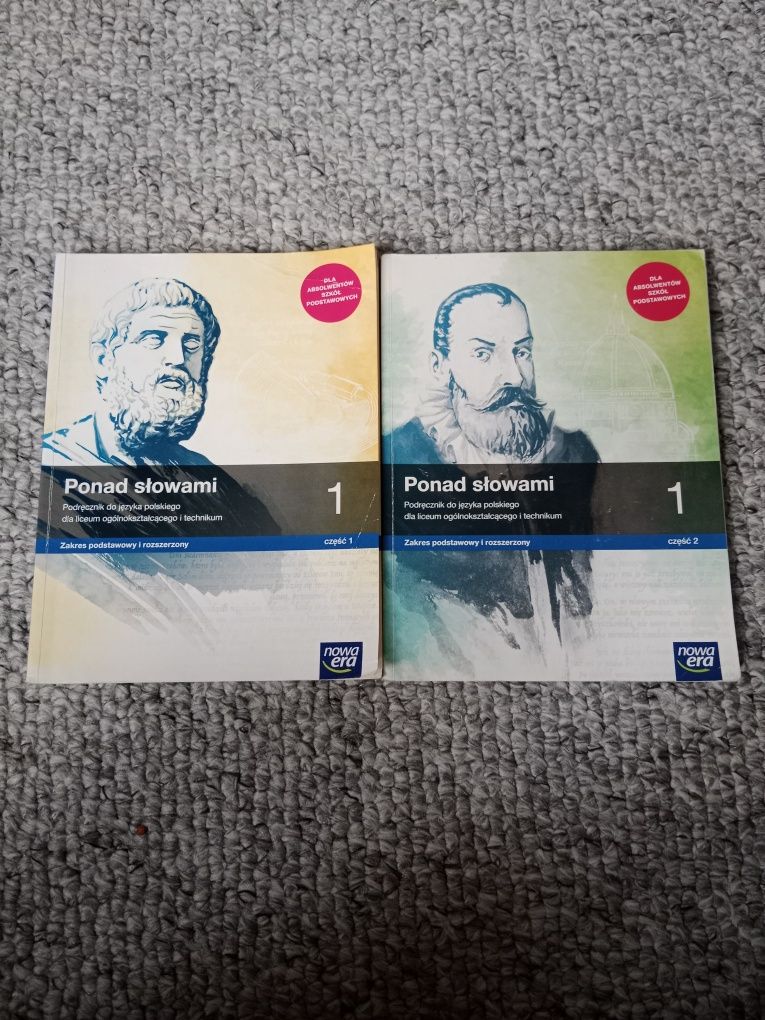 DLA
ABSOLWENTÓW
SZKÓŁ
PODSTAWOWYCH
Ponad słowami
1
Podręcznik do języka polskiego
dla liceum ogólnokształcącego i technikum
Zakres podstawowy i rozszerzony
część 1
nowa
era
DLA
ABSOLWENTÓW
SZKÓŁ
PODSTAWOWYCH
Ponad słowami
1
Podręcznik do języka polskiego
dla liceum ogólnokształcącego i technikum
Zakres podstawowy i rozszerzony
część 2
nowa
era